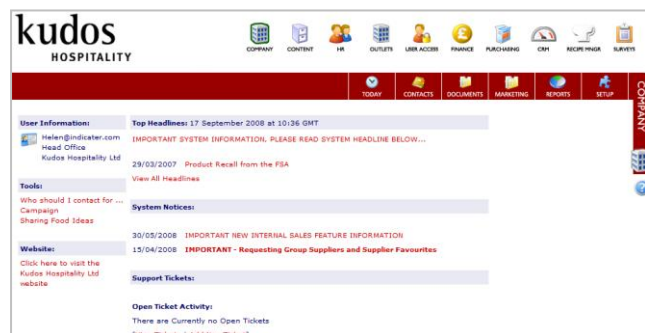 kudos
HOSPITALITY
COMPANY CONTENT HR OUTLETS USER ACCESS FINANCE PURCHASING CRM RECIPE MNGR SURVEYS
TODAY CONTACTS DOCUMENTS MARKETING REPORTS SETUP
COMPANY
User Information:
Helen@indicater.com
Head Office
Kudos Hospitality Ltd
Tools:
Who should I contact for ...
Campaign
Sharing Food Ideas
Website:
Click here to visit the
Kudos Hospitality Ltd
website
Top Headlines: 17 September 2008 at 10:36 GMT
IMPORTANT SYSTEM INFORMATION, PLEASE READ SYSTEM HEADLINE BELOW...
29/03/2007 Product Recall from the FSA
View All Headlines
System Notices:
30/05/2008 IMPORTANT NEW INTERNAL SALES FEATURE INFORMATION
15/04/2008 IMPORTANT - Requesting Group Suppliers and Supplier Favourites
Support Tickets:
Open Ticket Activity:
There are Currently no Open Tickets